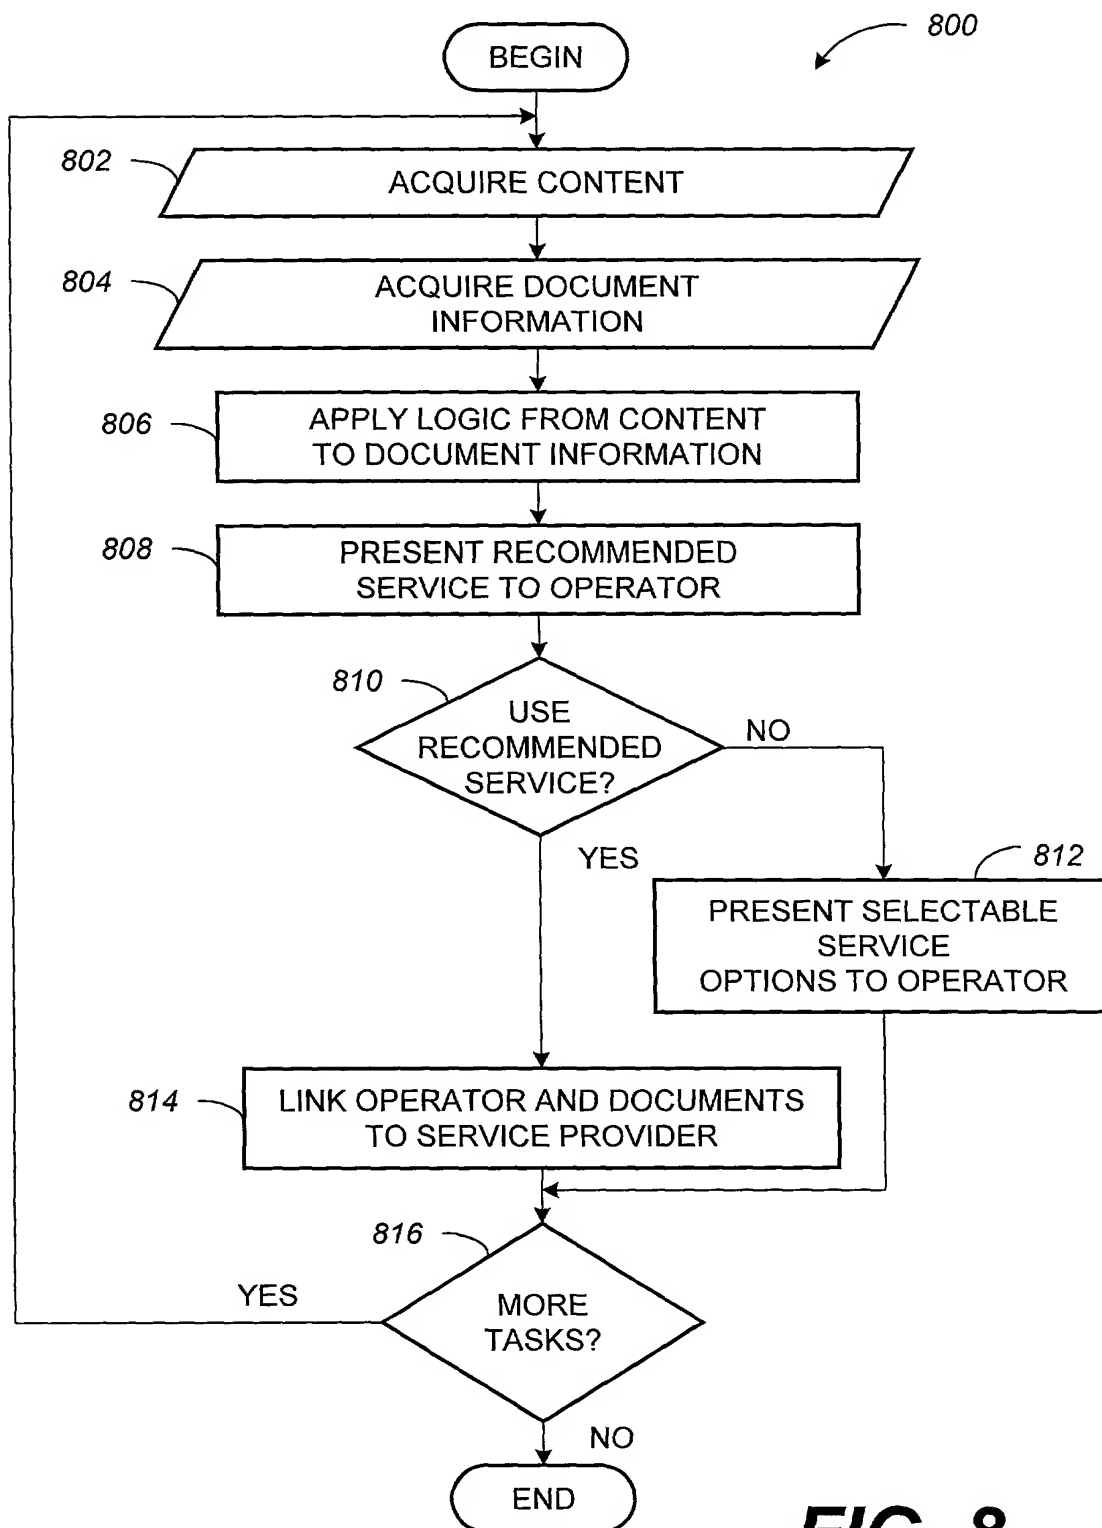 800
BEGIN
802
ACQUIRE CONTENT
804
ACQUIRE DOCUMENT
INFORMATION
806
APPLY LOGIC FROM CONTENT
TO DOCUMENT INFORMATION
808
PRESENT RECOMMENDED
SERVICE TO OPERATOR
810
USE
RECOMMENDED
SERVICE?
NO
YES
812
PRESENT SELECTABLE
SERVICE
OPTIONS TO OPERATOR
814
LINK OPERATOR AND DOCUMENTS
TO SERVICE PROVIDER
816
YES
MORE
TASKS?
NO
END
FIG. 8